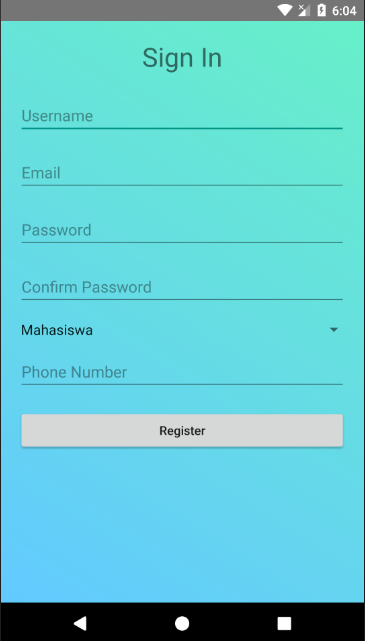 6:04
Sign In
Username
Email
Password
Confirm Password
Mahasiswa
Phone Number
Register